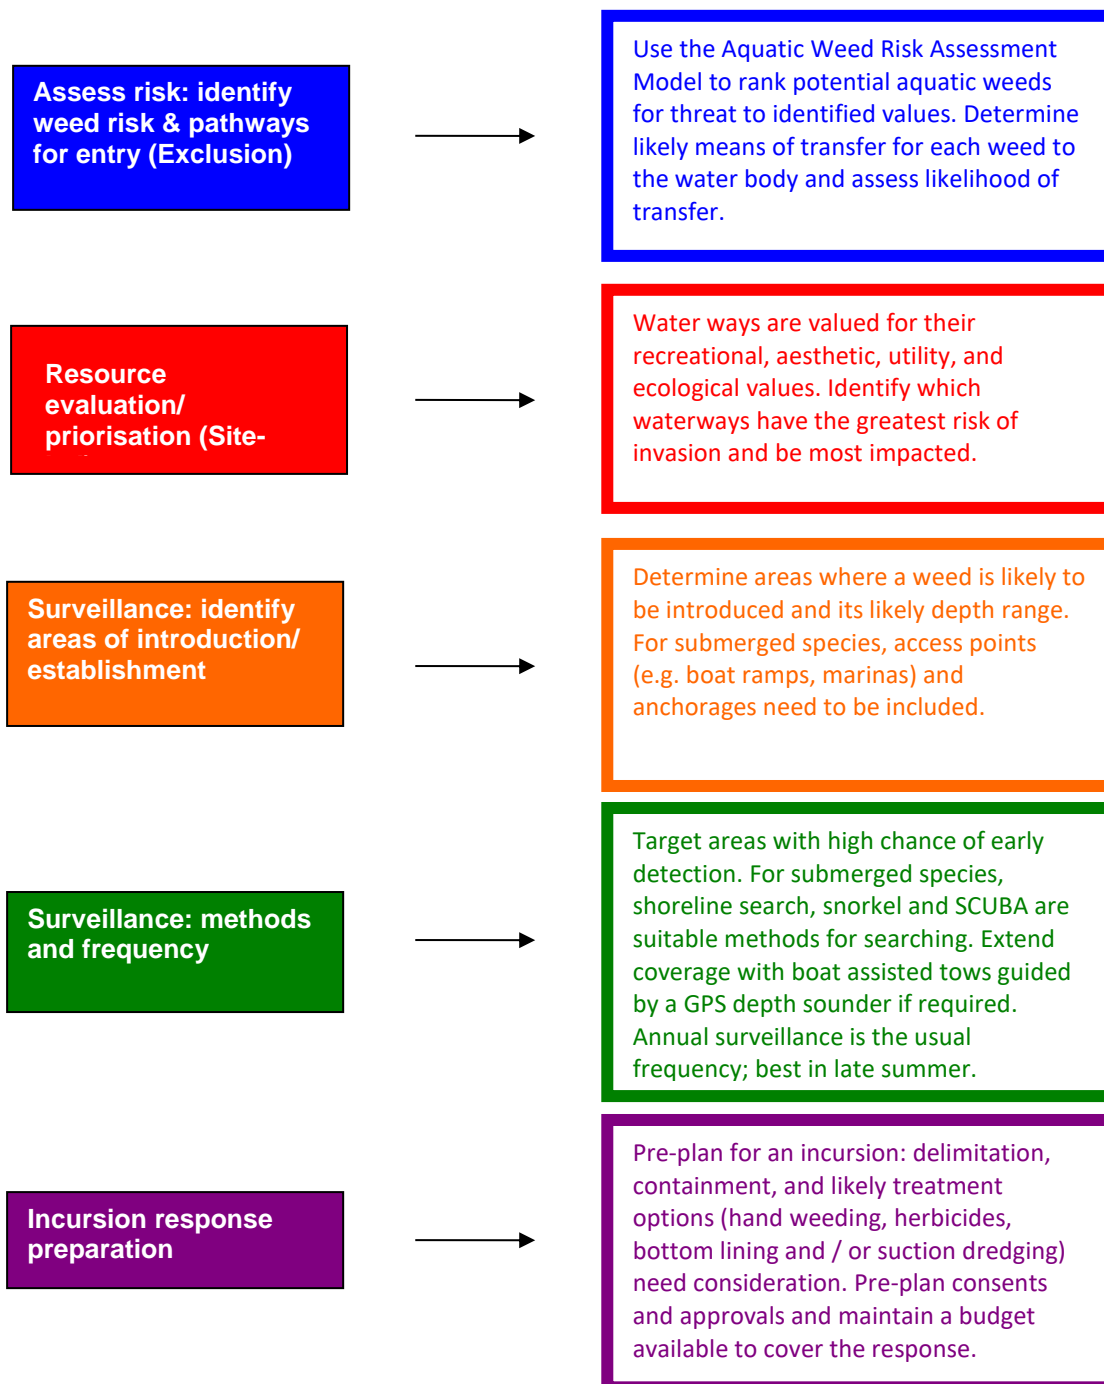 Assess risk: identify
weed risk & pathways
for entry (Exclusion)
Use the Aquatic Weed Risk Assessment
Model to rank potential aquatic weeds
for threat to identified values. Determine
likely means of transfer for each weed to
the water body and assess likelihood of
transfer.
Resource
evaluation/
priorisation (Site-
Water ways are valued for their
recreational, aesthetic, utility, and
ecological values. Identify which
waterways have the greatest risk of
invasion and be most impacted.
Surveillance: identify
areas of introduction/
establishment
Determine areas where a weed is likely to
be introduced and its likely depth range.
For submerged species, access points
(e.g. boat ramps, marinas) and
anchorages need to be included.
Surveillance: methods
and frequency
Target areas with high chance of early
detection. For submerged species,
shoreline search, snorkel and SCUBA are
suitable methods for searching. Extend
coverage with boat assisted tows guided
by a GPS depth sounder if required.
Annual surveillance is the usual
frequency; best in late summer.
Incursion response
preparation
Pre-plan for an incursion: delimitation,
containment, and likely treatment
options (hand weeding, herbicides,
bottom lining and / or suction dredging)
need consideration. Pre-plan consents
and approvals and maintain a budget
available to cover the response.